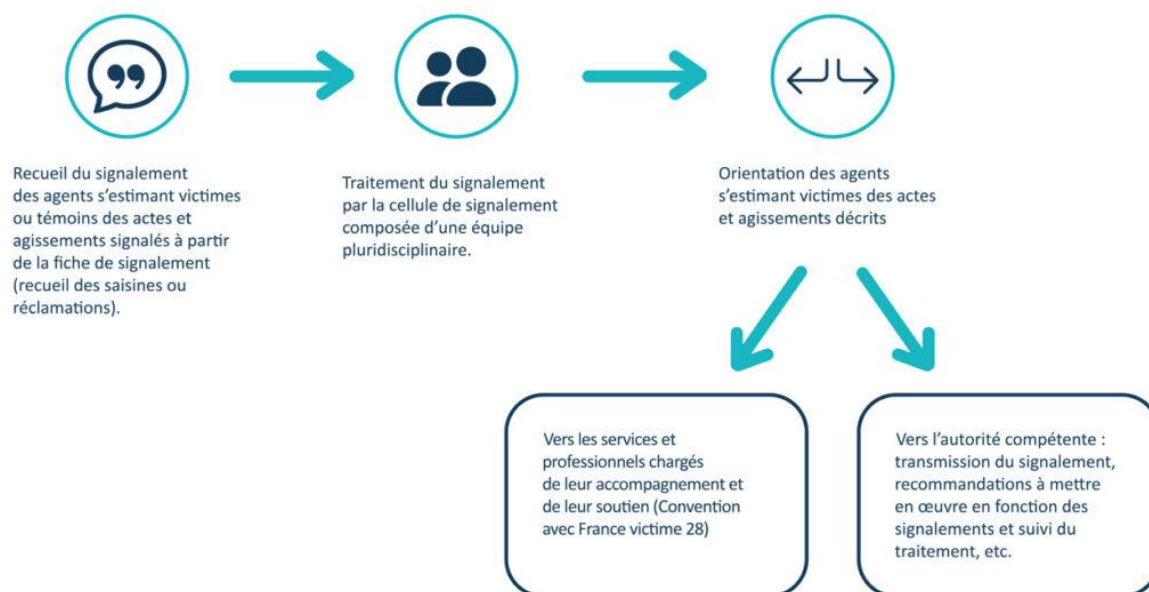 Recueil du signalement
des agents s’estimant victimes
ou témoins des actes et
agissements signalés à partir
de la fiche de signalement
(recueil des saisines ou
réclamations).
Traitement du signalement
par la cellule de signalement
composée d’une équipe
pluridisciplinaire.
Orientation des agents
s’estimant victimes des actes
et agissements décrits
Vers les services et
professionnels chargés
de leur accompagnement et
de leur soutien (Convention
avec France victime 28)
Vers l’autorité compétente :
transmission du signalement,
recommandations à mettre
en œuvre en fonction des
signalements et suivi du
traitement, etc.